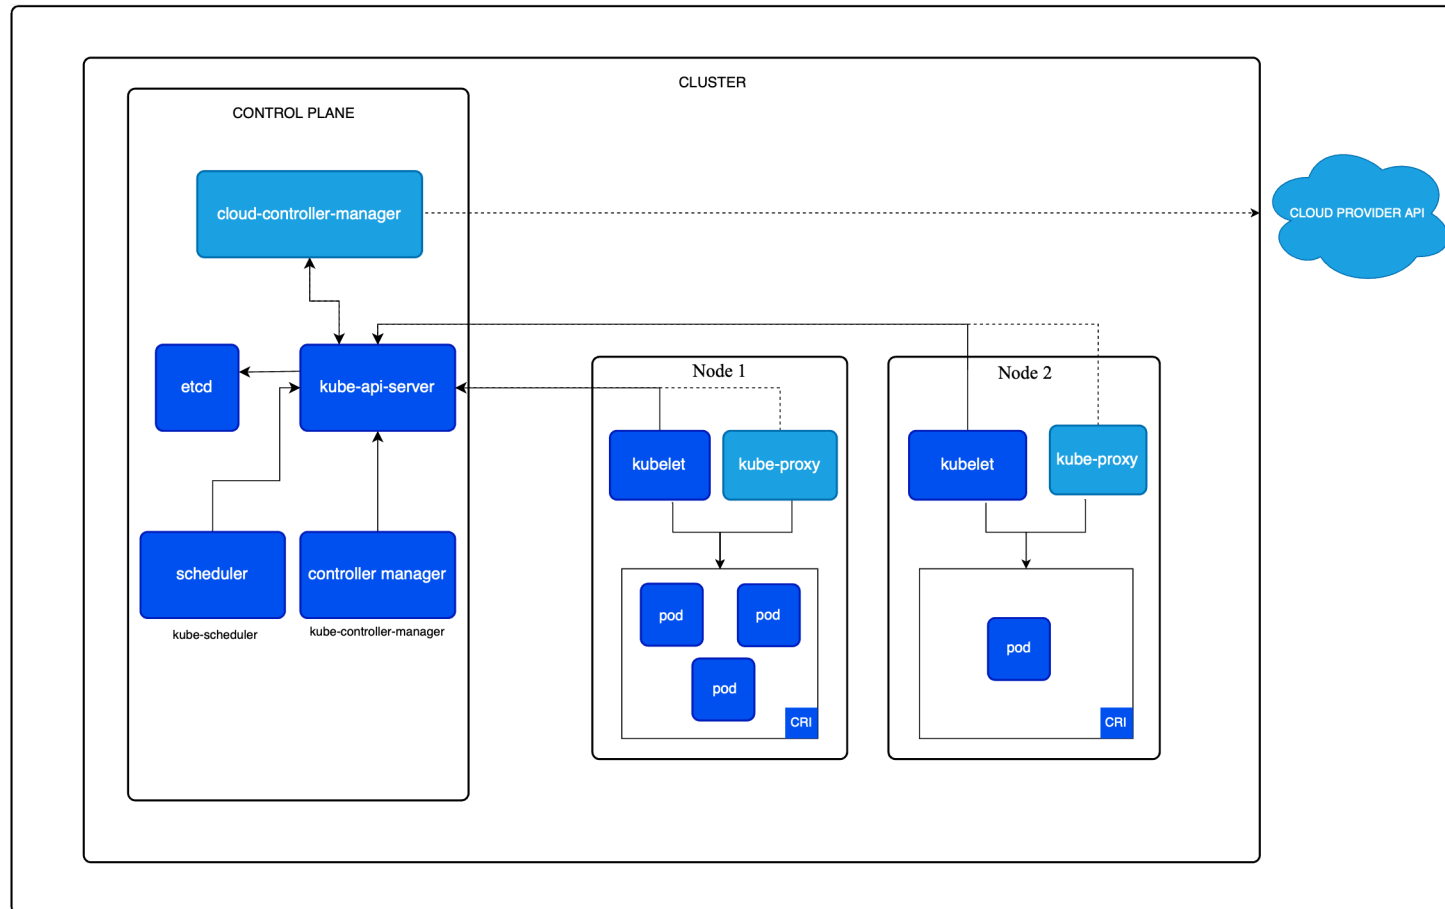 CLUSTER
CONTROL PLANE
cloud-controller-manager
CLOUD PROVIDER API
etcd
kube-api-server
scheduler
kube-scheduler
controller manager
kube-controller-manager
Node 1
kubelet
kube-proxy
pod
pod
pod
CRI
Node 2
kubelet
kube-proxy
pod
CRI